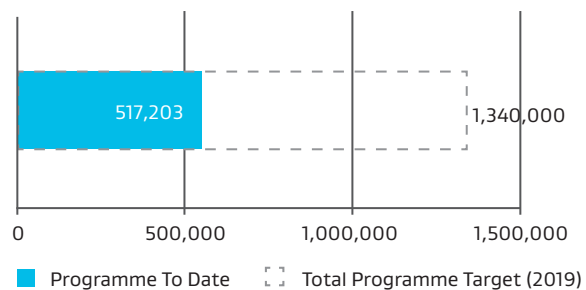 517,203
1,340,000
0 500,000 1,000,000 1,500,000
Programme To Date Total Programme Target (2019)